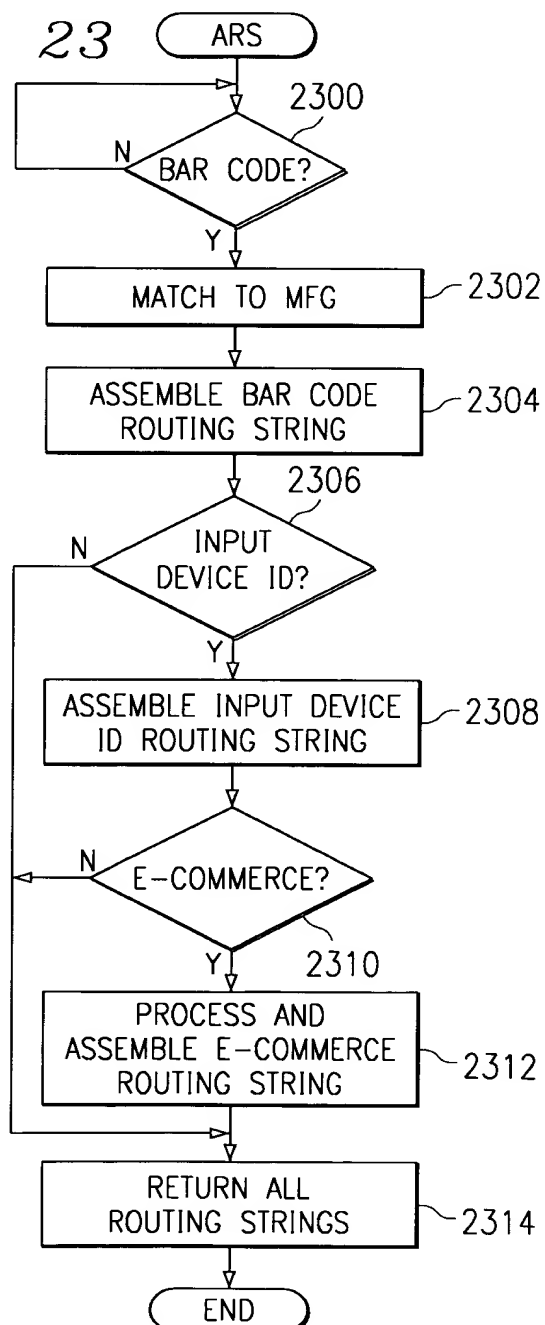 23
ARS
2300
N
BAR CODE?
Y
MATCH TO MFG
2302
ASSEMBLE BAR CODE
ROUTING STRING
2304
2306
N
INPUT
DEVICE ID?
Y
ASSEMBLE INPUT DEVICE
ID ROUTING STRING
2308
N
E-COMMERCE?
2310
Y
PROCESS AND
ASSEMBLE E-COMMERCE
ROUTING STRING
2312
RETURN ALL
ROUTING STRINGS
2314
END